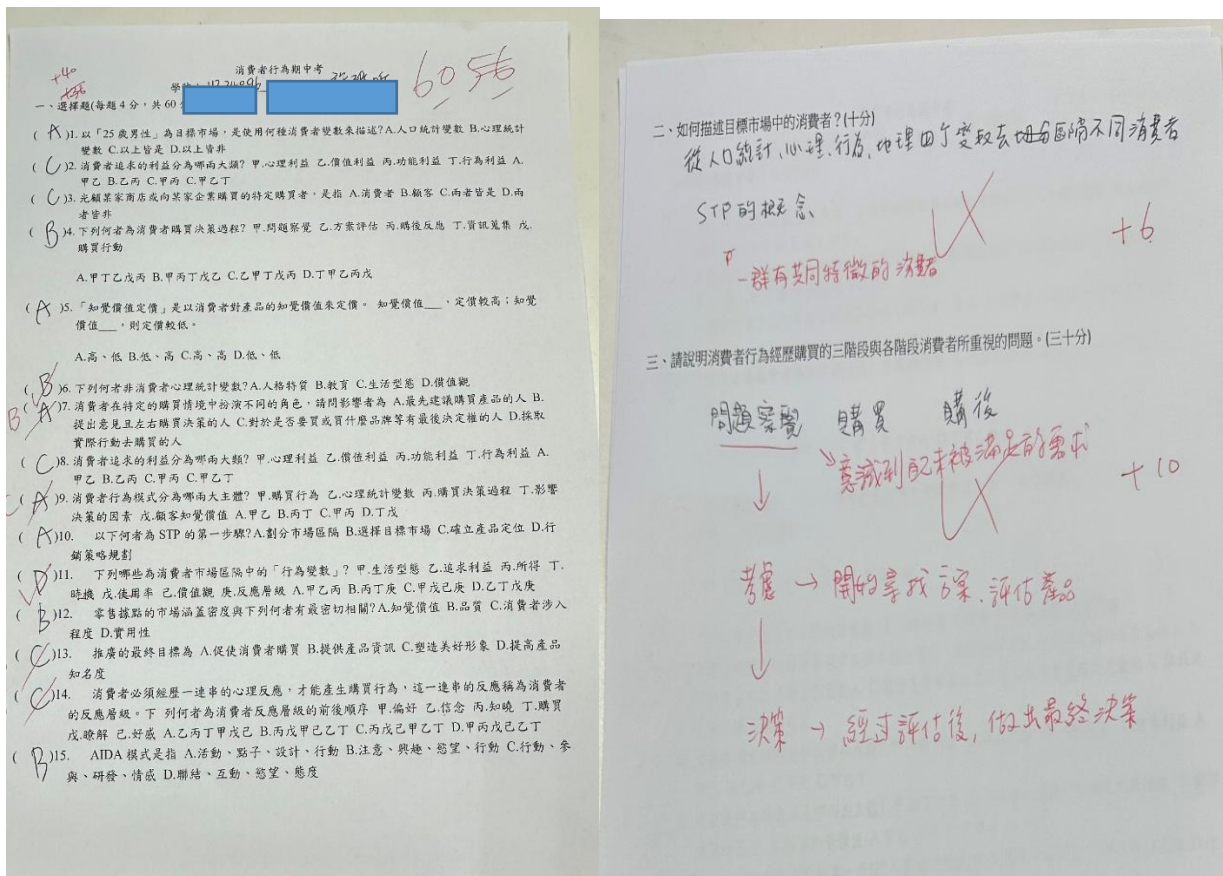 消費者行為期中考
+40
60 56
一、選擇題(每題 4 分，共 60
( A )1. 以「25 歲男性」為目標市場，是使用何種消費者變數來描述? A.人口統計變數 B.心理統計
變數 C.以上皆是 D.以上皆非
( C )2. 消費者追求的利益分為哪兩大類? 甲.心理利益 乙.價值利益 丙.功能利益 丁.行為利益 A.
甲乙 B.乙丙 C.甲丙 C.甲乙丁
( C )3. 光顧某家商店或向某家企業購買的特定購買者，是指 A.消費者 B.顧客 C.兩者皆是 D.兩
者皆非
( B )4. 下列何者為消費者購買決策過程? 甲.問題察覺 乙.方案評估 丙.購後反應 丁.資訊蒐集 戊.
購買行動
A.甲丁乙戊丙 B.甲丙丁戊乙 C.乙甲丁戊丙 D.丁甲乙丙戊
( A )5. 「知覺價值定價」是以消費者對產品的知覺價值來定價。 知覺價值___，定價較高；知覺
價值___，則定價較低。
A.高、低 B.低、高 C.高、高 D.低、低
( B )6. 下列何者非消費者心理統計變數? A.人格特質 B.教育 C.生活型態 D.價值觀
B ( A )7. 消費者在特定的購買情境中扮演不同的角色，請問影響者為 A.最先建議購買產品的人 B.
提出意見且左右購買決策的人 C.對於是否要買或買什麼品牌等有最後決定權的人 D.採取
實際行動去購買的人
( C )8. 消費者追求的利益分為哪兩大類? 甲.心理利益 乙.價值利益 丙.功能利益 丁.行為利益 A.
甲乙 B.乙丙 C.甲丙 C.甲乙丁
( A )9. 消費者行為模式分為哪兩大主體? 甲.購買行為 乙.心理統計變數 丙.購買決策過程 丁.影響
決策的因素 戊.顧客知覺價值 A.甲乙 B.丙丁 C.甲丙 D.丁戊
( A )10. 以下何者為 STP 的第一步驟? A.劃分市場區隔 B.選擇目標市場 C.確立產品定位 D.行
銷策略規劃
( D )11. 下列哪些為消費者市場區隔中的「行為變數」? 甲.生活型態 乙.追求利益 丙.所得 丁.
時機 戊.使用率 己.價值觀 庚.反應層級 A.甲乙丙 B.丙丁庚 C.甲戊己庚 D.乙丁戊庚
( B )12. 零售據點的市場涵蓋密度與下列何者有最密切相關? A.知覺價值 B.品質 C.消費者涉入
程度 D.實用性
( C )13. 推廣的最終目標為 A.促使消費者購買 B.提供產品資訊 C.塑造美好形象 D.提高產品
知名度
( C )14. 消費者必須經歷一連串的心理反應，才能產生購買行為，這一連串的反應稱為消費者
的反應層級。下 列何者為消費者反應層級的前後順序 甲.偏好 乙.信念 丙.知曉 丁.購買
戊.瞭解 己.好感 A.乙丙丁甲戊己 B.丙戊甲己乙丁 C.丙戊己甲乙丁 D.甲丙戊己乙丁
( B )15. AIDA 模式是指 A.活動、點子、設計、行動 B.注意、興趣、慾望、行動 C.行動、參
與、研發、情感 D.聯結、互動、慾望、態度
二、如何描述目標市場中的消費者？(十分)
從人口統計、心理、行為、地理四个變數去區隔不同消費者
STP的概念
+6
一群有共同特徵的消費者
三、請說明消費者行為經歷購買的三階段與各階段消費者所重視的問題。(三十分)
問題察覺 購買 購後
意識到自己未被滿足的需求
+10
考慮 → 開始尋找方案、評估產品
決策 → 經过評估後，做出最終決策